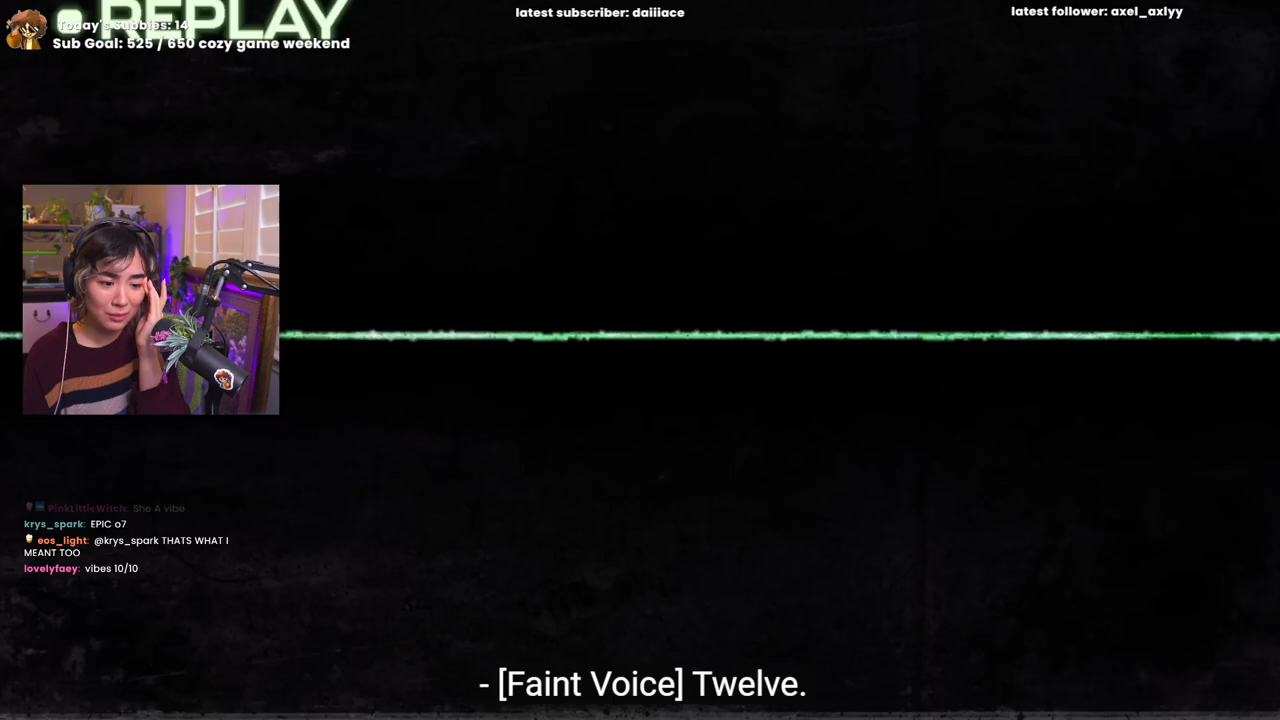 REPLAY
latest subscriber: daiiiace
latest follower: axel_axlyy
Today's Subbies: 14
Sub Goal: 525 / 650 cozy game weekend
PinkLittleWitch: She A vibe
krys_spark: EPIC o7
eos_light: @krys_spark THATS WHAT I
MEANT TOO
lovelyfaey: vibes 10/10
- [Faint Voice] Twelve.